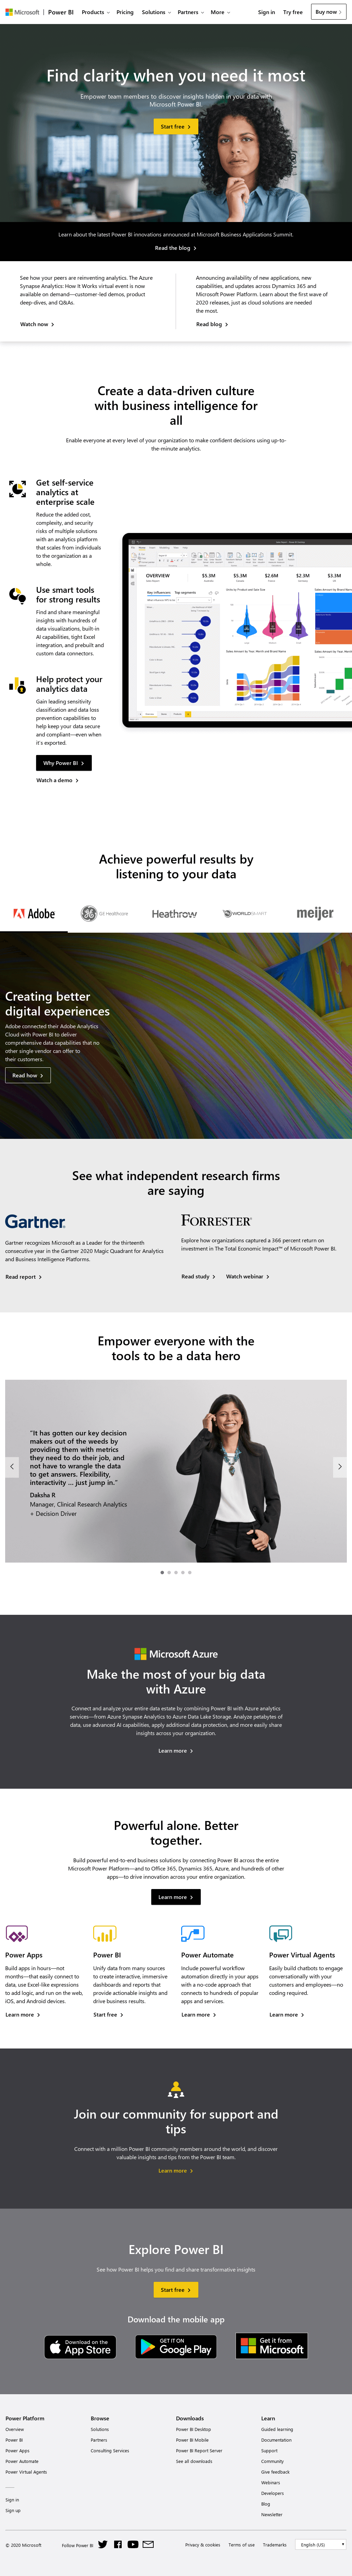 Microsoft
Power BI
Products
Pricing
Solutions
Partners
More
Sign in
Try free
Buy now
Find clarity when you need it most
Empower team members to discover insights hidden in your data with
Microsoft Power BI.
Start free
Learn about the latest Power BI innovations announced at Microsoft Business Applications Summit.
Read the blog
See how your peers are reinventing analytics. The Azure
Synapse Analytics: How It Works virtual event is now
available on demand—customer-led demos, product
deep dives, and Q&As.
Watch now
Announcing availability of new applications, new
capabilities, and updates across Dynamics 365 and
Microsoft Power Platform. Learn about the first wave of
2020 releases, just as cloud solutions are needed
the most.
Read blog
Create a data-driven culture
with business intelligence for
all
Enable everyone at every level of your organization to make confident decisions using up-to-
the-minute analytics.
Get self-service
analytics at
enterprise scale
Reduce the added cost,
complexity, and security
risks of multiple solutions
with an analytics platform
that scales from individuals
to the organization as a
whole.
Use smart tools
for strong results
Find and share meaningful
insights with hundreds of
data visualizations, built-in
AI capabilities, tight Excel
integration, and prebuilt and
custom data connectors.
Help protect your
analytics data
Gain leading sensitivity
classification and data loss
prevention capabilities to
help keep your data secure
and compliant—even when
it's exported.
Why Power BI
Watch a demo
OVERVIEW
$5.3M
$5.3M
$2.6M
$2.3M
$3.3M
Key influencers
Top segments
Achieve powerful results by
listening to your data
Adobe
GE Healthcare
Heathrow
WORLDSMART
meijer
Creating better
digital experiences
Adobe connected their Adobe Analytics
Cloud with Power BI to deliver
comprehensive data capabilities that no
other single vendor can offer to
their customers.
Read how
See what independent research firms
are saying
Gartner
Gartner recognizes Microsoft as a Leader for the thirteenth
consecutive year in the Gartner 2020 Magic Quadrant for Analytics
and Business Intelligence Platforms.
Read report
FORRESTER
Explore how organizations captured a 366 percent return on
investment in The Total Economic Impact™ of Microsoft Power BI.
Read study
Watch webinar
Empower everyone with the
tools to be a data hero
"It has gotten our key decision
makers out of the weeds by
providing them with metrics
they need to do their job, and
not have to wrangle the data
to get answers. Flexibility,
interactivity … just jump in."
Daksha R
Manager, Clinical Research Analytics
+ Decision Driver
Microsoft Azure
Make the most of your big data
with Azure
Connect and analyze your entire data estate by combining Power BI with Azure analytics
services—from Azure Synapse Analytics to Azure Data Lake Storage. Analyze petabytes of
data, use advanced AI capabilities, apply additional data protection, and more easily share
insights across your organization.
Learn more
Powerful alone. Better
together.
Build powerful end-to-end business solutions by connecting Power BI across the entire
Microsoft Power Platform—and to Office 365, Dynamics 365, Azure, and hundreds of other
apps—to drive innovation across your entire organization.
Learn more
Power Apps
Build apps in hours—not
months—that easily connect to
data, use Excel-like expressions
to add logic, and run on the web,
iOS, and Android devices.
Learn more
Power BI
Unify data from many sources
to create interactive, immersive
dashboards and reports that
provide actionable insights and
drive business results.
Start free
Power Automate
Include powerful workflow
automation directly in your apps
with a no-code approach that
connects to hundreds of popular
apps and services.
Learn more
Power Virtual Agents
Easily build chatbots to engage
conversationally with your
customers and employees—no
coding required.
Learn more
Join our community for support and
tips
Connect with a million Power BI community members around the world, and discover
valuable insights and tips from the Power BI team.
Learn more
Explore Power BI
See how Power BI helps you find and share transformative insights
Start free
Download the mobile app
Download on the
App Store
GET IT ON
Google Play
Get it from
Microsoft
Power Platform
Overview
Power BI
Power Apps
Power Automate
Power Virtual Agents
Sign in
Sign up
Browse
Solutions
Partners
Consulting Services
Downloads
Power BI Desktop
Power BI Mobile
Power BI Report Server
See all downloads
Learn
Guided learning
Documentation
Support
Community
Give feedback
Webinars
Developers
Blog
Newsletter
© 2020 Microsoft
Follow Power BI
Privacy & cookies
Terms of use
Trademarks
English (US)